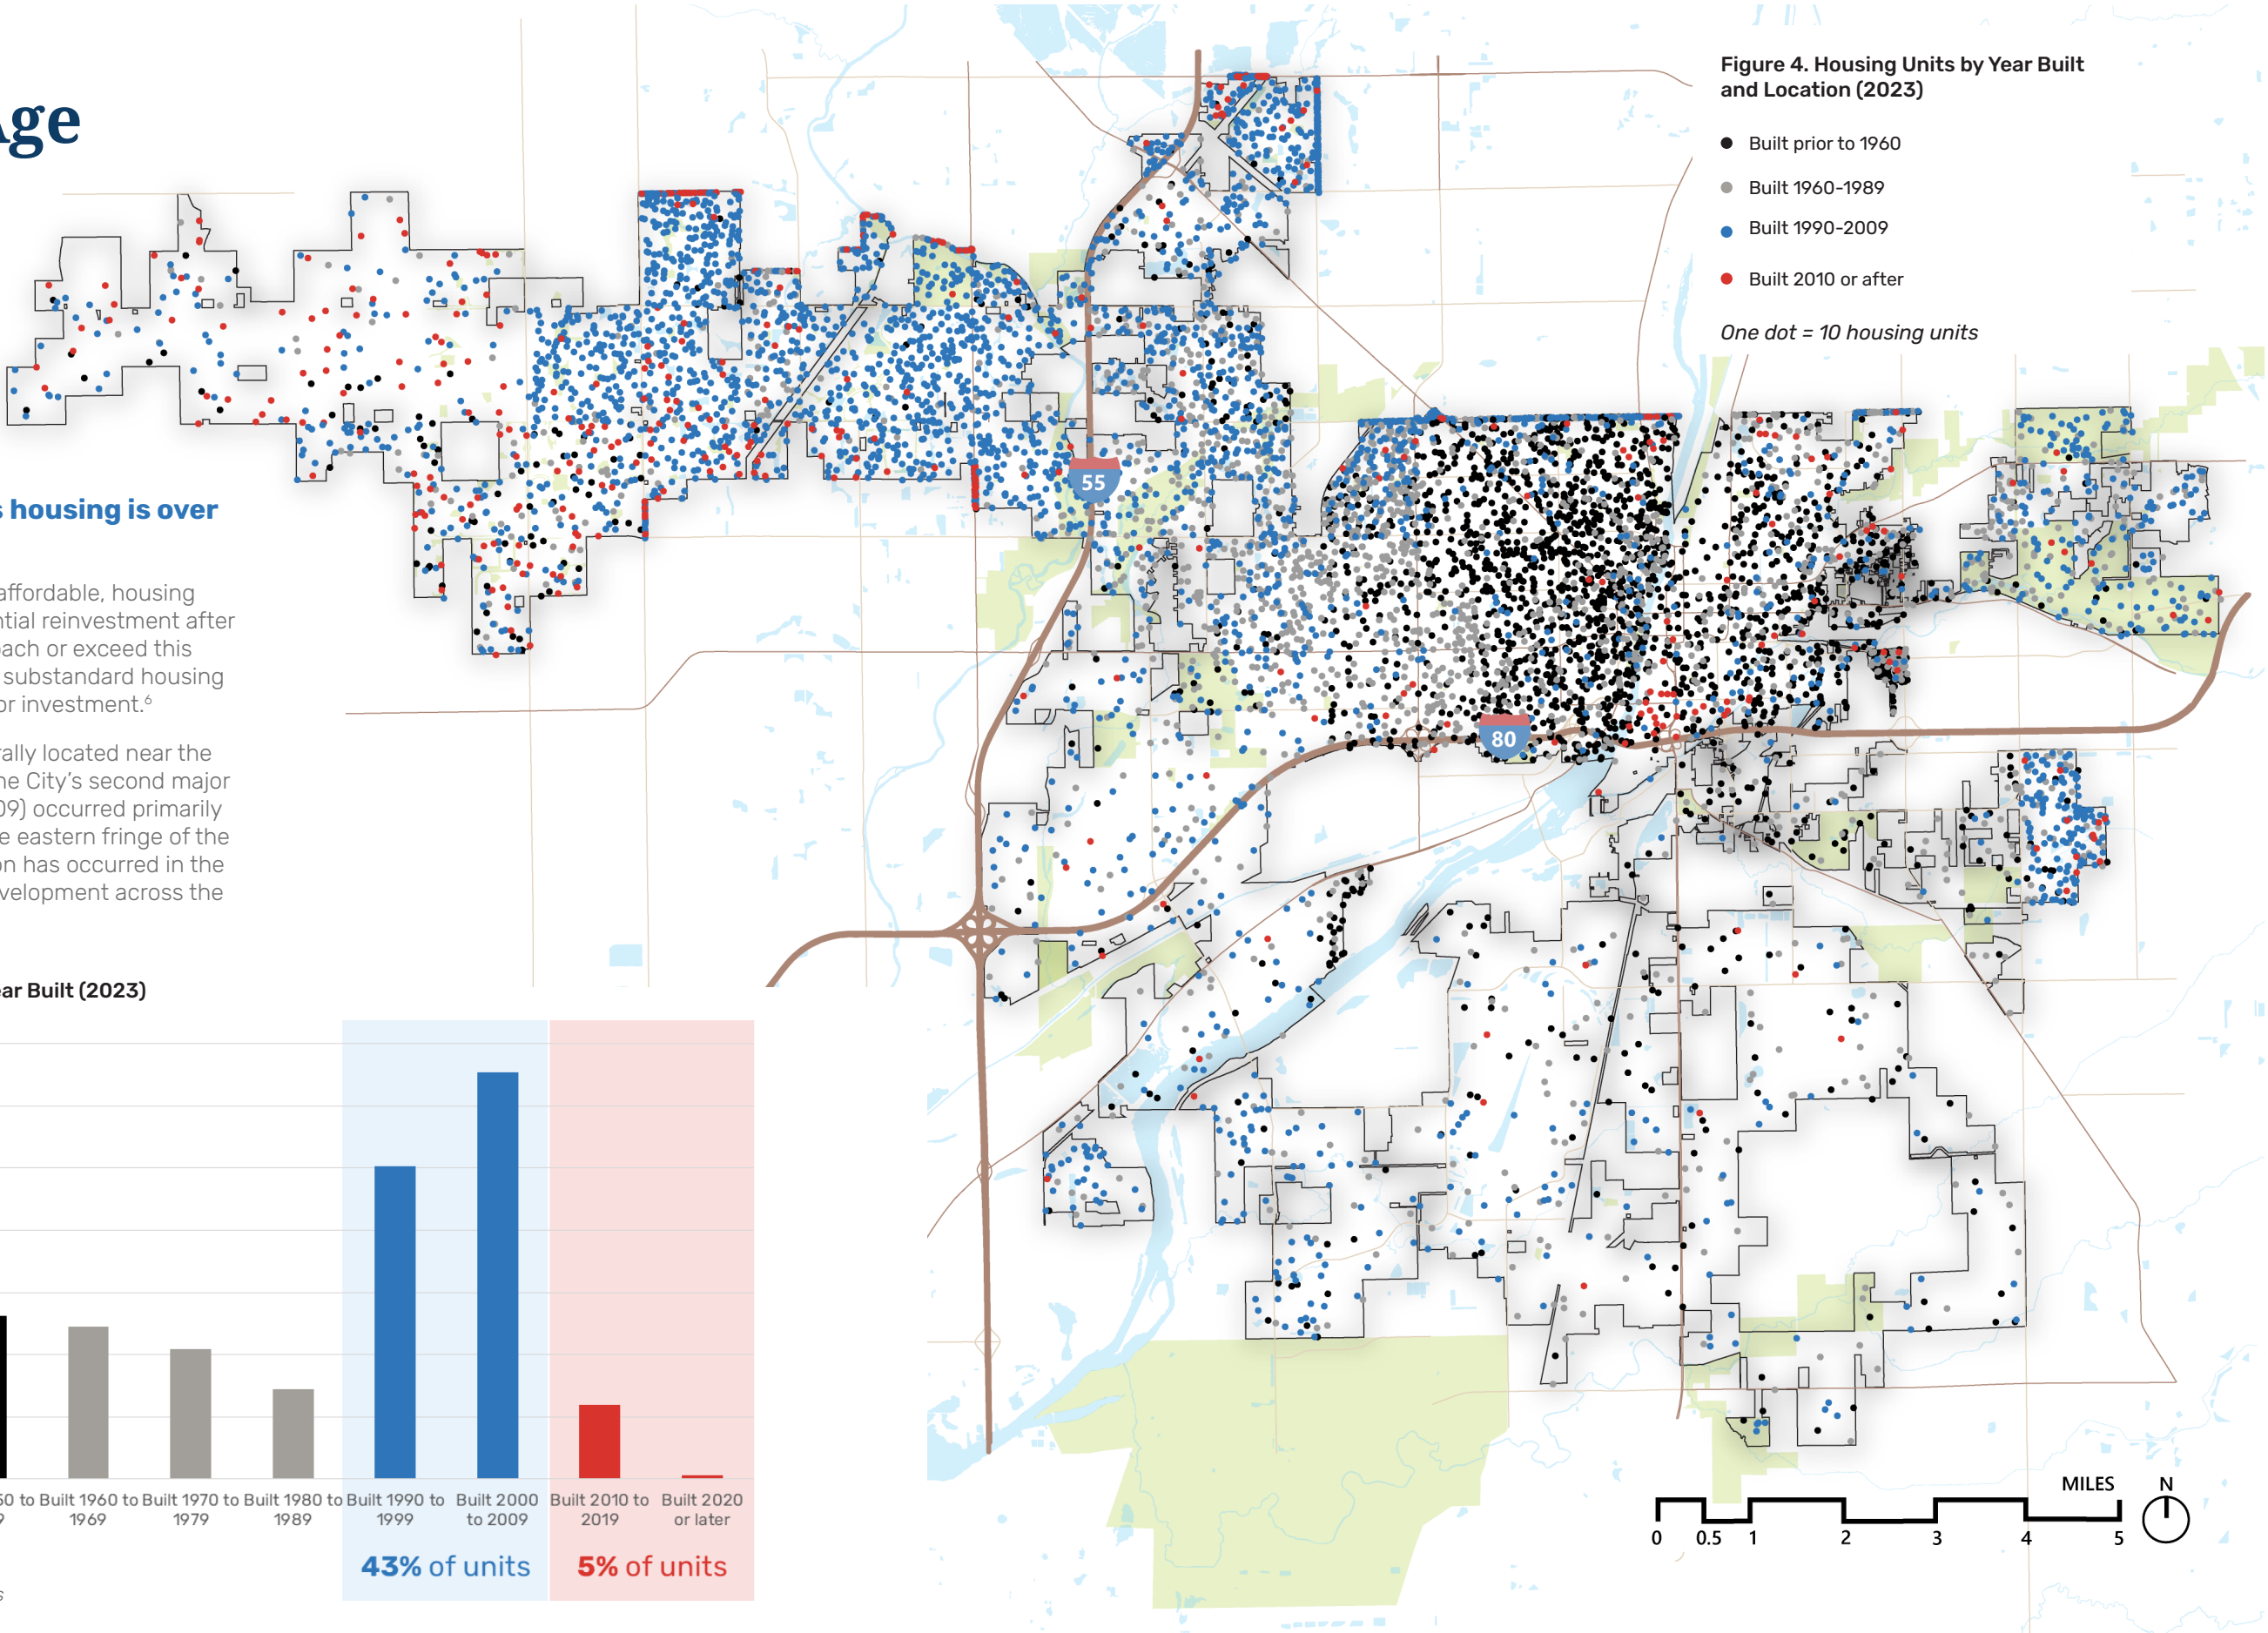 Age
s housing is over
affordable, housing
ntial reinvestment after
oach or exceed this
substandard housing
or investment.6
rally located near the
he City's second major
09) occurred primarily
e eastern fringe of the
on has occurred in the
velopment across the
ear Built (2023)
50 to
9
Built 1960 to
1969
Built 1970 to
1979
Built 1980 to
1989
Built 1990 to
1999
Built 2000
to 2009
Built 2010 to
2019
Built 2020
or later
43% of units
5% of units
s
Figure 4. Housing Units by Year Built
and Location (2023)
Built prior to 1960
Built 1960-1989
Built 1990-2009
Built 2010 or after
One dot = 10 housing units
55
80
MILES
N
0 0.5 1 2 3 4 5